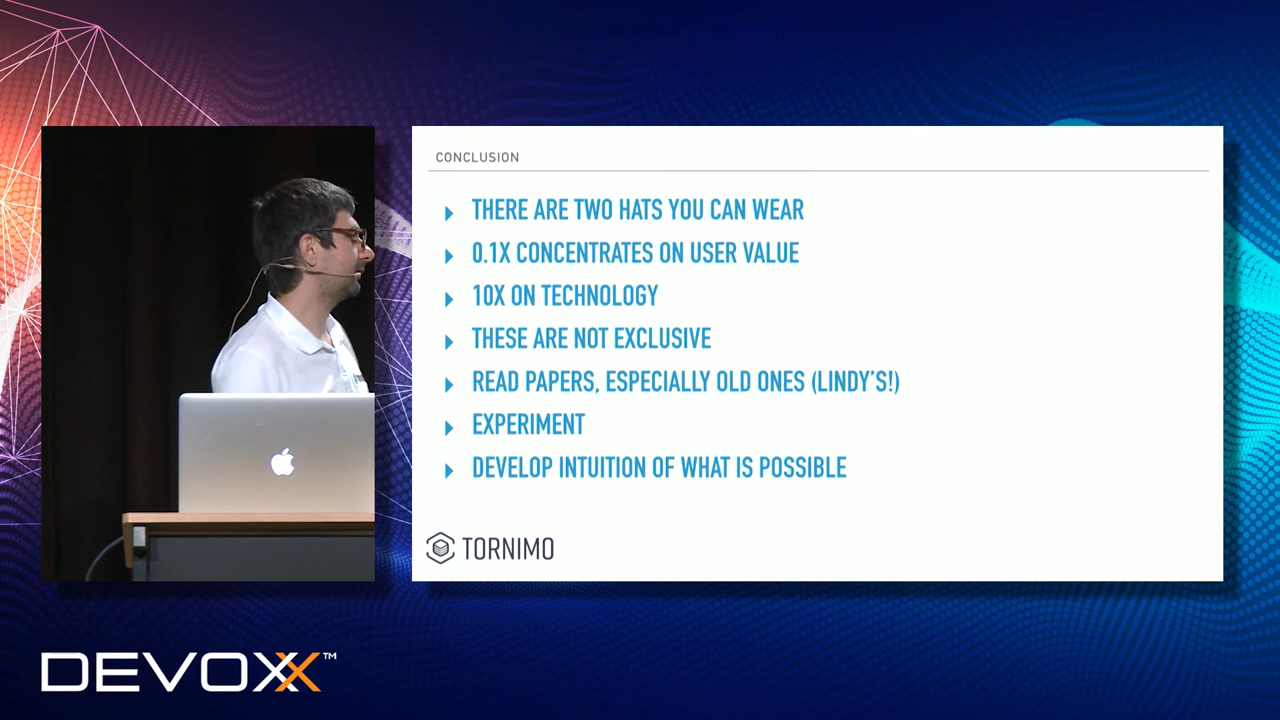 CONCLUSION
THERE ARE TWO HATS YOU CAN WEAR
0.1X CONCENTRATES ON USER VALUE
10X ON TECHNOLOGY
THESE ARE NOT EXCLUSIVE
READ PAPERS, ESPECIALLY OLD ONES (LINDY'S!)
EXPERIMENT
DEVELOP INTUITION OF WHAT IS POSSIBLE
TORNIMO
DEVOXX™